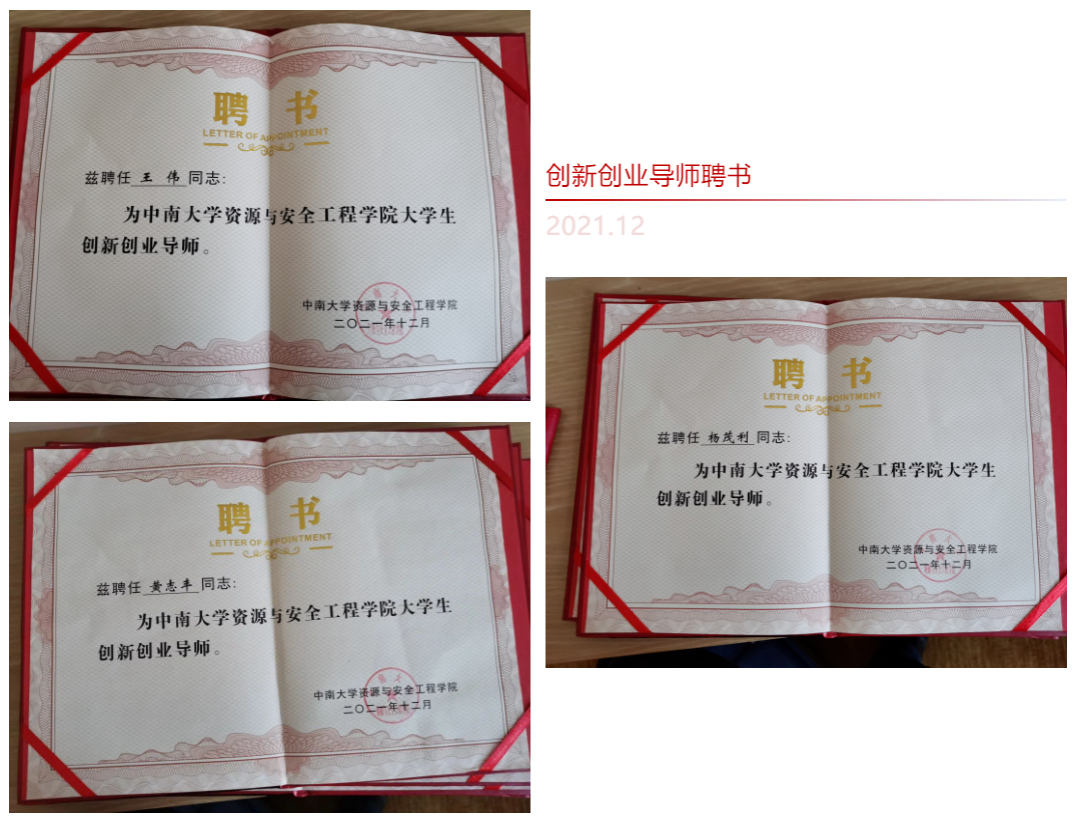 聘 书
LETTER OF APPOINTMENT
兹聘任 王 伟 同志:
为中南大学资源与安全工程学院大学生
创新创业导师。
中南大学资源与安全工程学院
二〇二一年十二月
创新创业导师聘书
2021.12
聘 书
LETTER OF APPOINTMENT
兹聘任 杨茂利 同志:
为中南大学资源与安全工程学院大学生
创新创业导师。
中南大学资源与安全工程学院
二〇二一年十二月
聘 书
LETTER OF APPOINTMENT
兹聘任 黄志丰 同志:
为中南大学资源与安全工程学院大学生
创新创业导师。
中南大学资源与安全工程学院
二〇二一年十二月